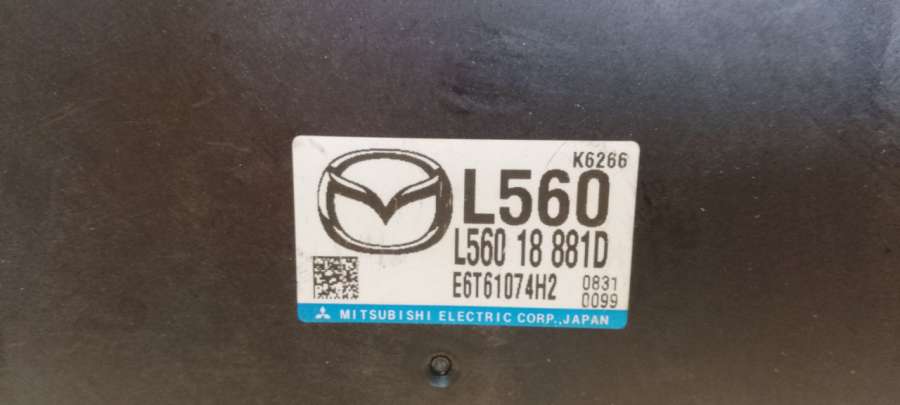 K6266
L560
L560 18 881D
E6T61074H2 0831
0099
MITSUBISHI ELECTRIC CORP.,JAPAN